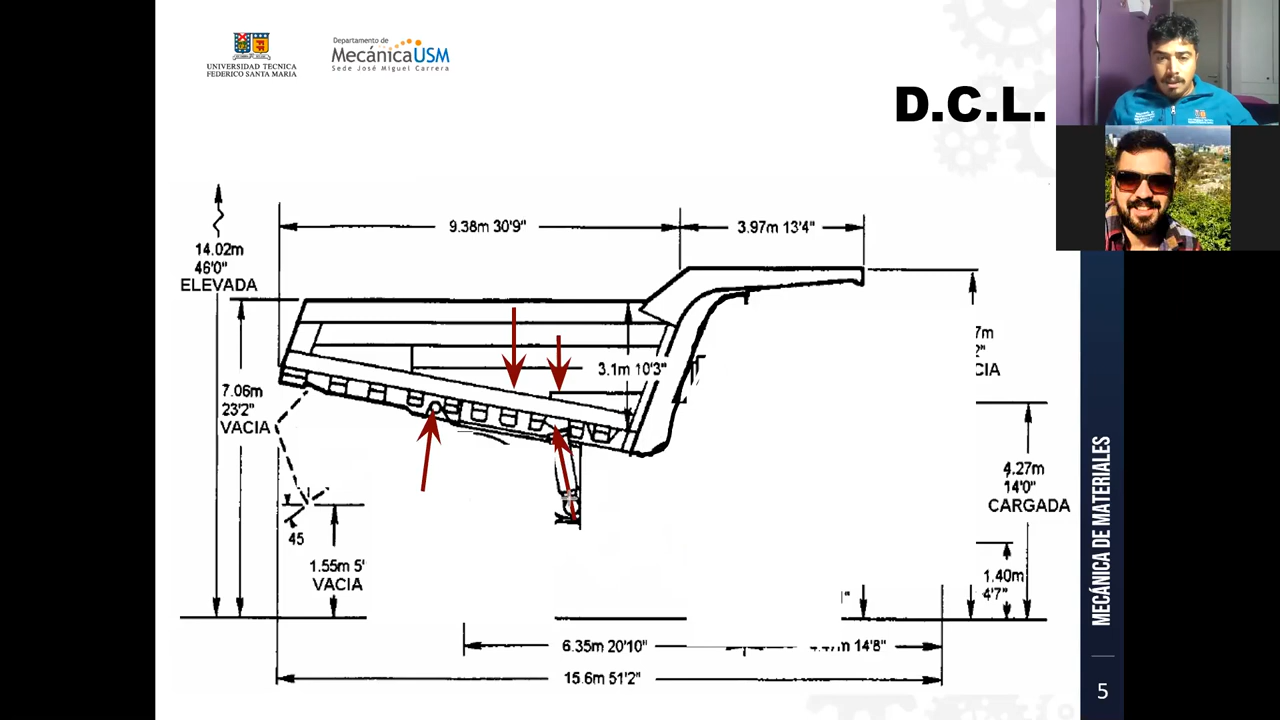 UNIVERSIDAD TECNICA
FEDERICO SANTA MARIA
Departamento de
MecánicaUSM
Sede José Miguel Carrera
D.C.L.
9.38m 30'9"
3.97m 13'4"
14.02m
46'0"
ELEVADA
3.1m 10'3"
7.06m
23'2"
VACIA
CIA
4.27m
14'0"
CARGADA
45
1.55m 5'
VACIA
1.40m
4'7"
6.35m 20'10"
14'8"
15.6m 51'2"
MECÁNICA DE MATERIALES
5